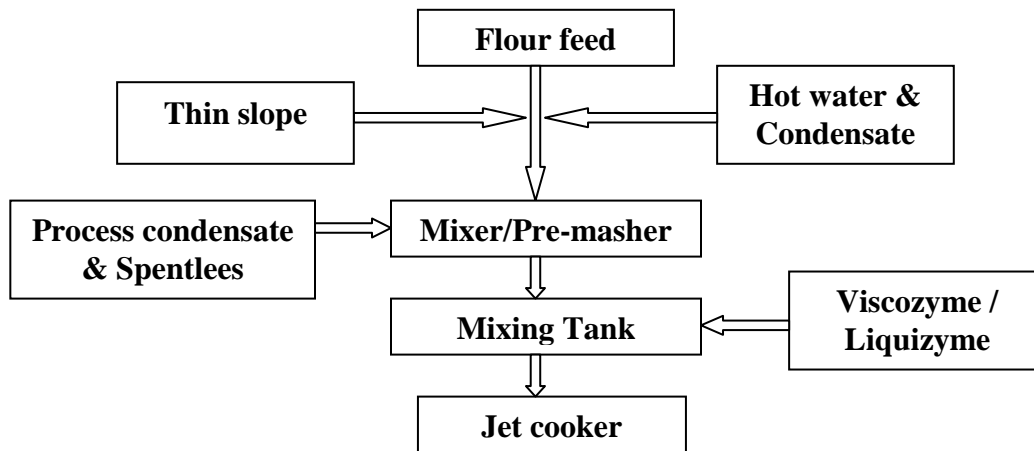 Flour feed
Thin slope
Hot water &
Condensate
Process condensate
& Spentlees
Mixer/Pre-masher
Viscozyme /
Liquizyme
Mixing Tank
Jet cooker